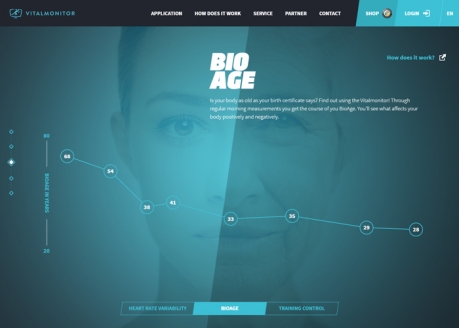 VITALMONITOR
APPLICATION HOW DOES IT WORK SERVICE PARTNER CONTACT SHOP LOGIN EN
BIO
AGE
How does it work?
Is your body as old as your birth certificate says? Find out using the Vitalmonitor! Through
regular morning measurements you get the course of you BioAge. You'll see what affects your
body positively and negatively.
80
BIOAGE IN YEARS
20
68
54
38
41
33
35
29
28
HEART RATE VARIABILITY BIOAGE TRAINING CONTROL